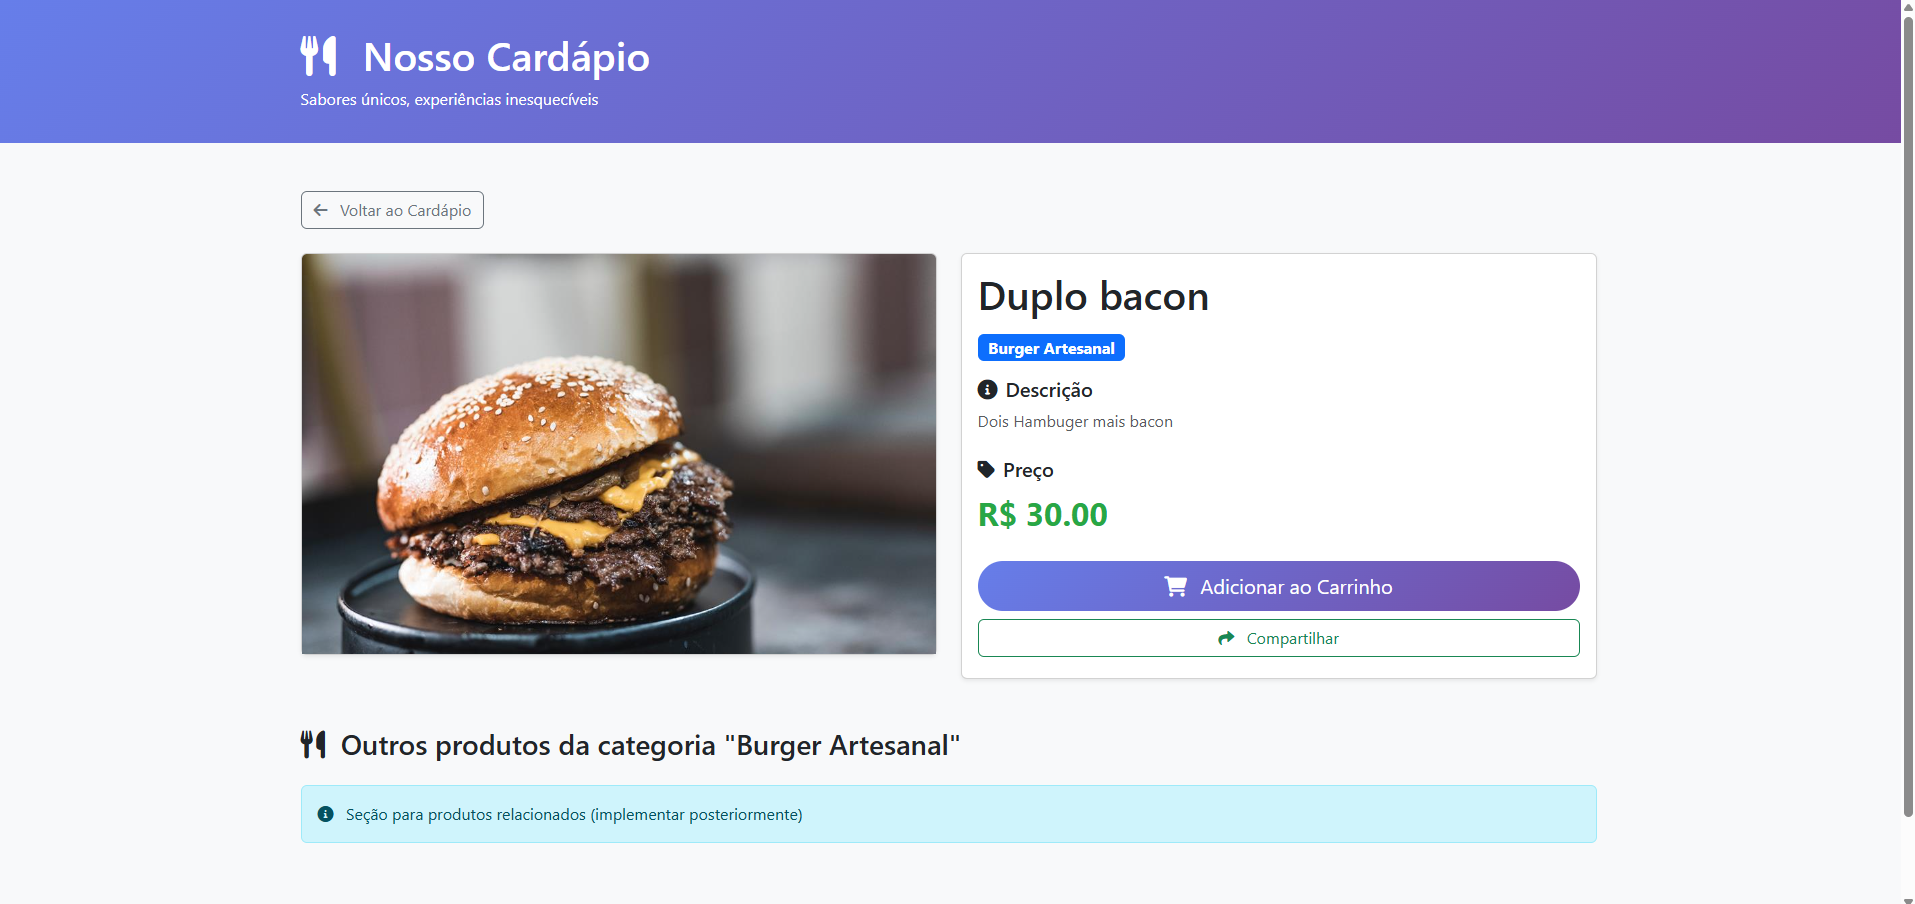 Nosso Cardápio
Sabores únicos, experiências inesquecíveis
Voltar ao Cardápio
Duplo bacon
Burger Artesanal
Descrição
Dois Hambuger mais bacon
Preço
R$ 30.00
Adicionar ao Carrinho
Compartilhar
Outros produtos da categoria "Burger Artesanal"
Seção para produtos relacionados (implementar posteriormente)